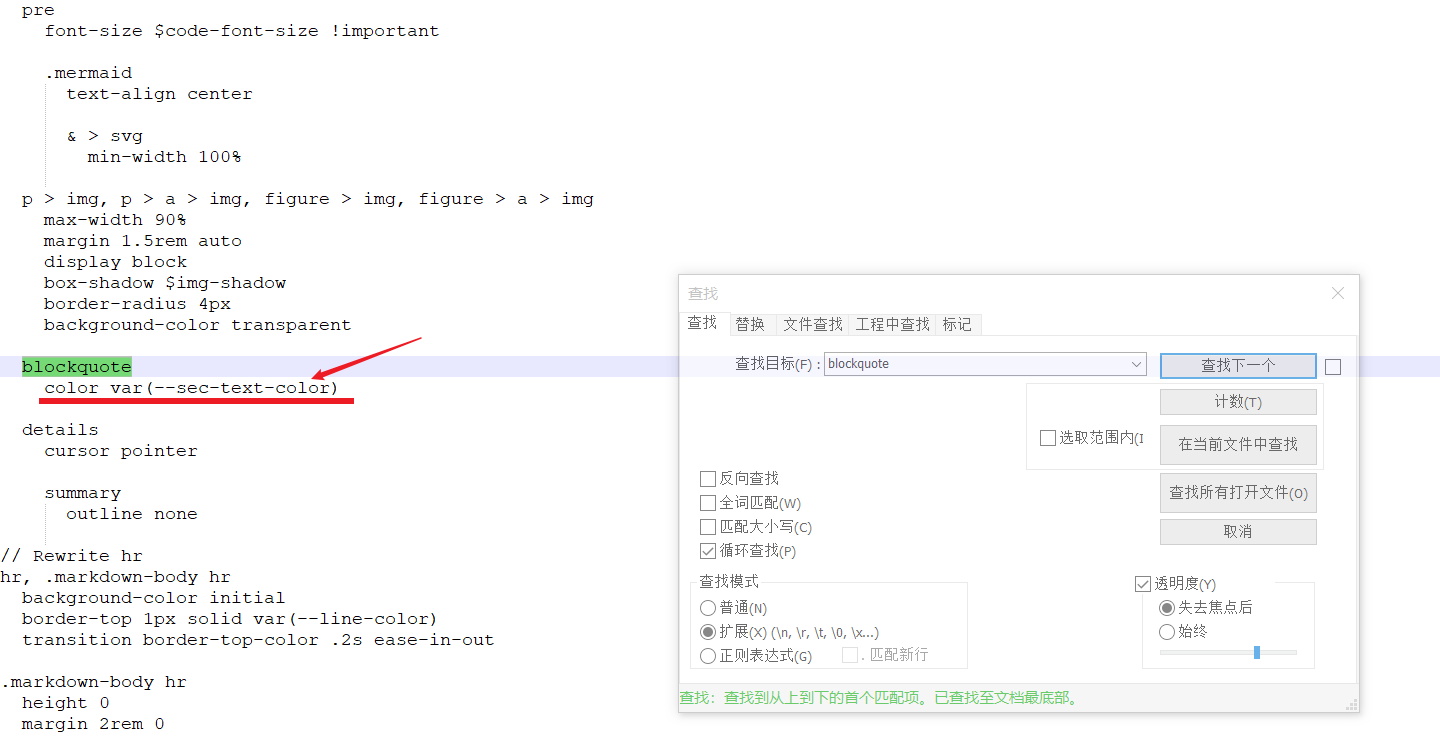 pre
font-size $code-font-size !important
.mermaid
text-align center
& > svg
min-width 100%
p > img, p > a > img, figure > img, figure > a > img
max-width 90%
margin 1.5rem auto
display block
box-shadow $img-shadow
border-radius 4px
background-color transparent
blockquote
color var(--sec-text-color)
details
cursor pointer
summary
outline none
// Rewrite hr
hr, .markdown-body hr
background-color initial
border-top 1px solid var(--line-color)
transition border-top-color .2s ease-in-out
.markdown-body hr
height 0
margin 2rem 0
查找
查找 替换 文件查找 工程中查找 标记
查找目标(F) : blockquote 查找下一个
计数(T)
选取范围内(I 在当前文件中查找
反向查找
查找所有打开文件(O)
全词匹配(W)
匹配大小写(C)
取消
循环查找(P)
查找模式
透明度(Y)
普通(N)
失去焦点后
扩展(X) (\n, \r, \t, \0, \x...)
始终
正则表达式(G) . 匹配新行
查找：查找到从上到下的首个匹配项。已查找至文档最底部。